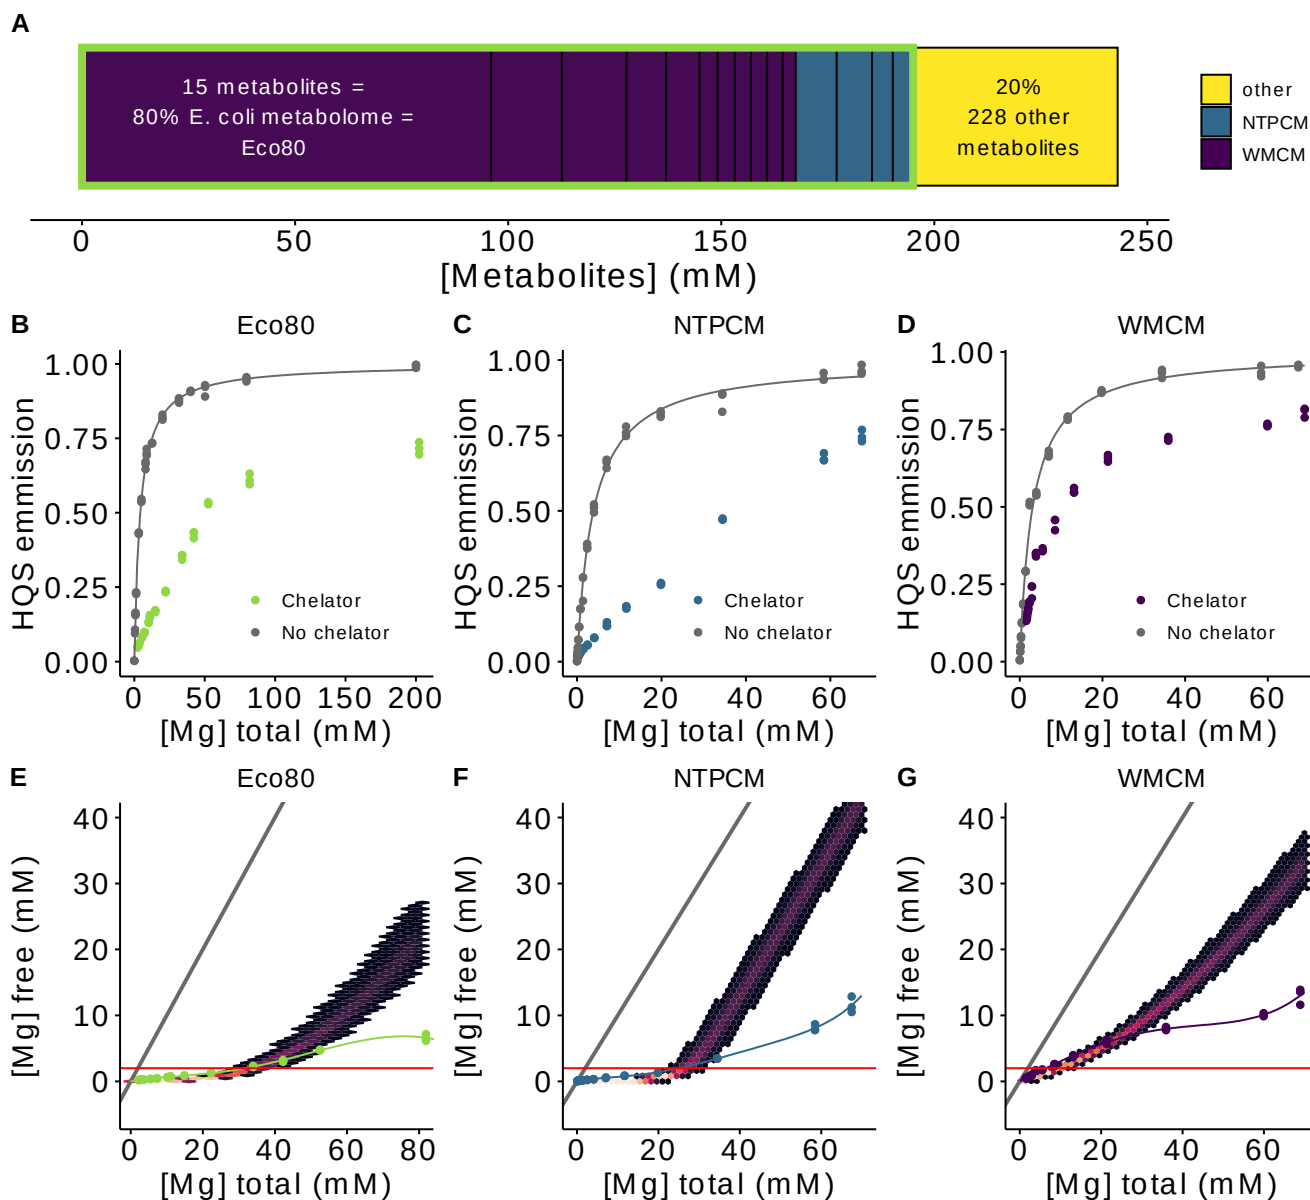 A
15 metabolites =
80% E. coli metabolome =
Eco80
20%
228 other
metabolites
other
NTPCM
WMCM
0 50 100 150 200 250
[Metabolites] (mM)
B Eco80
1.00
0.75
0.50
0.25
0.00
HQS emmission
Chelator
No chelator
0 50 100 150 200
[Mg] total (mM)
C NTPCM
1.00
0.75
0.50
0.25
0.00
HQS emmission
Chelator
No chelator
0 20 40 60
[Mg] total (mM)
D WMCM
1.00
0.75
0.50
0.25
0.00
HQS emmission
Chelator
No chelator
0 20 40 60
[Mg] total (mM)
E Eco80
40
30
20
10
0
[Mg] free (mM)
0 20 40 60 80
[Mg] total (mM)
F NTPCM
40
30
20
10
0
[Mg] free (mM)
0 20 40 60
[Mg] total (mM)
G WMCM
40
30
20
10
0
[Mg] free (mM)
0 20 40 60
[Mg] total (mM)